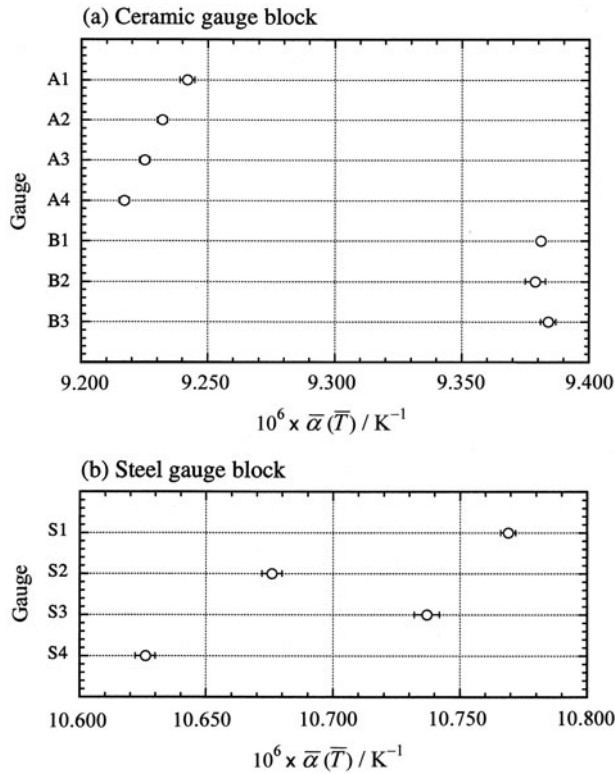 (a) Ceramic gauge block
Gauge
A1
A2
A3
A4
B1
B2
B3
9.200 9.250 9.300 9.350 9.400
10⁶ x α̅ (T̅) / K⁻¹
(b) Steel gauge block
Gauge
S1
S2
S3
S4
10.600 10.650 10.700 10.760 10.800
10⁶ x α̅ (T̅) / K⁻¹